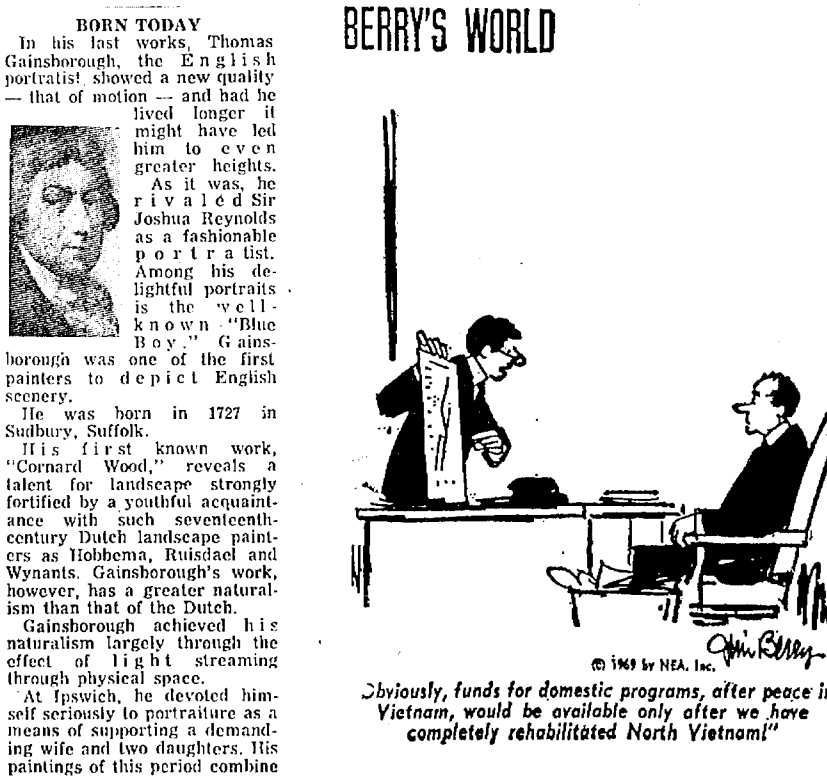 BORN TODAY
In his last works, Thomas
Gainsborough, the English
portratist, showed a new quality
— that of motion — and had he
lived longer it
might have led
him to even
greater heights.
As it was, he
rivaled Sir
Joshua Reynolds
as a fashionable
portratist.
Among his de-
lightful portraits
is the well-
known "Blue
Boy." Gains-
borough was one of the first
painters to depict English
scenery.
He was born in 1727 in
Sudbury, Suffolk.
His first known work,
"Cornard Wood," reveals a
talent for landscape strongly
fortified by a youthful acquaint-
ance with such seventeenth-
century Dutch landscape paint-
ers as Hobbema, Ruisdael and
Wynants. Gainsborough's work,
however, has a greater natural-
ism than that of the Dutch.
Gainsborough achieved his
naturalism largely through the
effect of light streaming
through physical space.
At Ipswich, he devoted him-
self seriously to portraiture as a
means of supporting a demand-
ing wife and two daughters. His
paintings of this period combine
BERRY'S WORLD
Jim Berry
© 1969 by NEA, Inc.
Obviously, funds for domestic programs, after peace in
Vietnam, would be available only after we have
completely rehabilitated North Vietnam!"